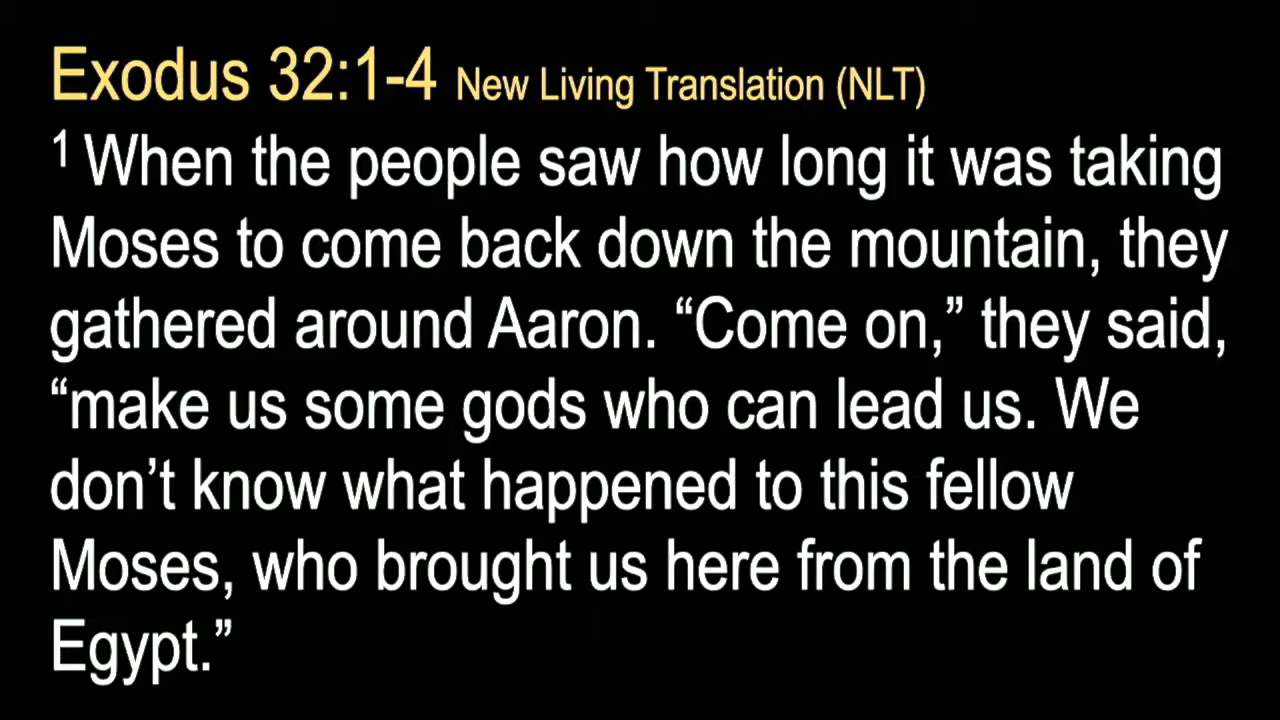 Exodus 32:1-4 New Living Translation (NLT)
1 When the people saw how long it was taking
Moses to come back down the mountain, they
gathered around Aaron. “Come on,” they said,
“make us some gods who can lead us. We
don’t know what happened to this fellow
Moses, who brought us here from the land of
Egypt.”